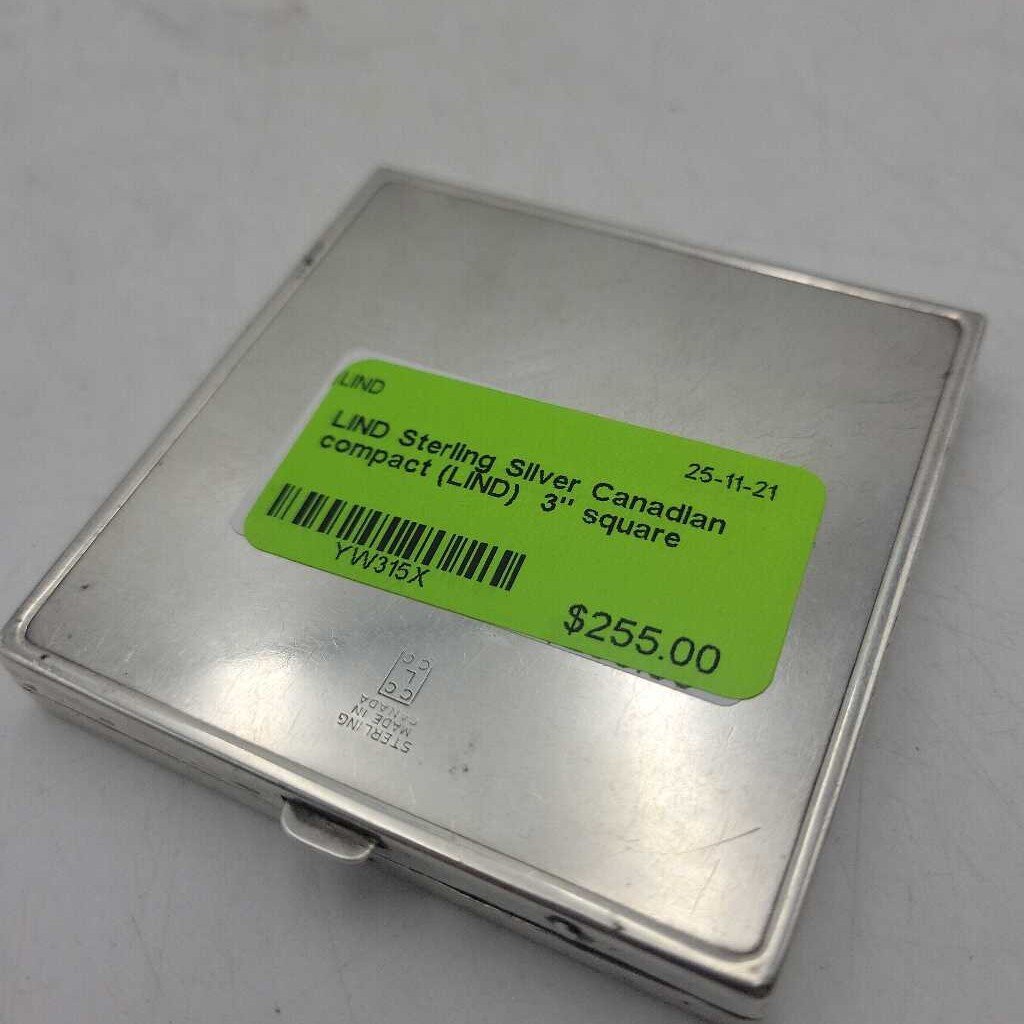 LIND
25-11-21
LIND Sterling Silver Canadian
compact (LIND) 3" square
YW315X
$255.00
STERLING
MADE IN
CANADA